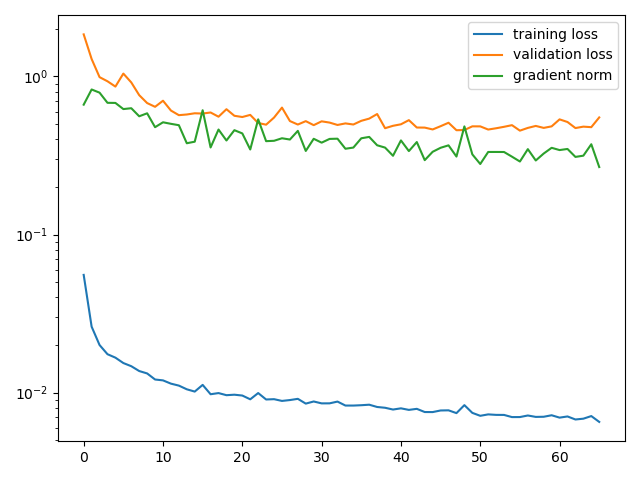 training loss
validation loss
gradient norm
10⁰
10⁻¹
10⁻²
0 10 20 30 40 50 60